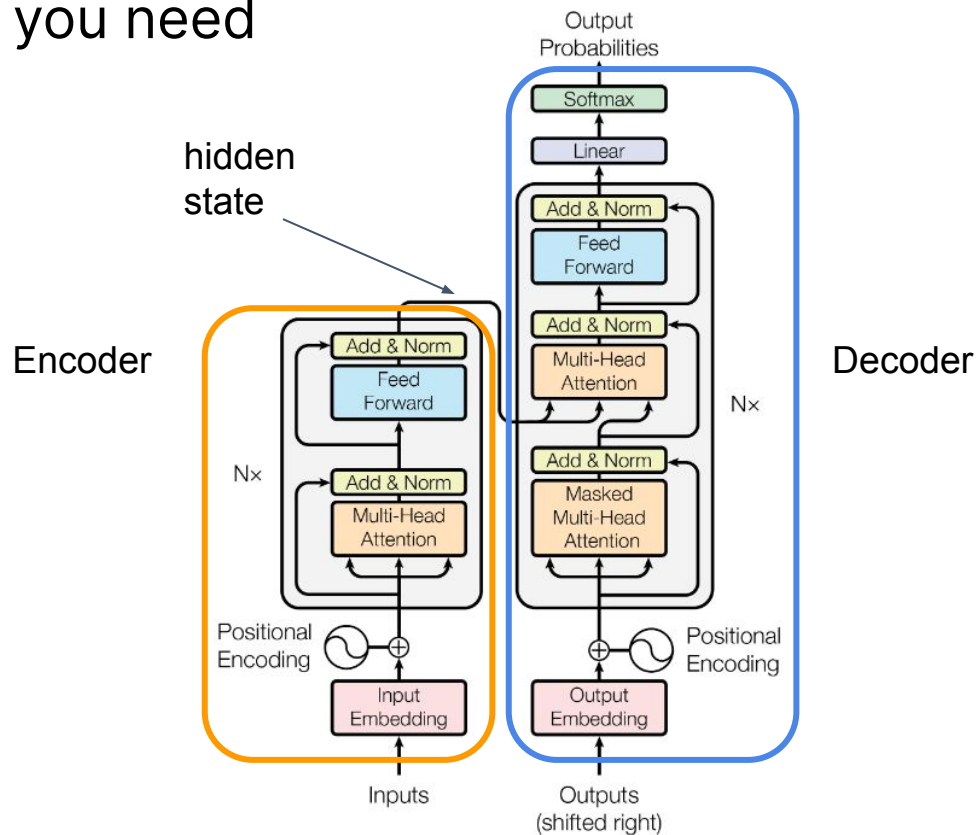 you need
Output
Probabilities
Softmax
Linear
hidden
state
Add & Norm
Feed
Forward
Add & Norm
Multi-Head
Attention
Add & Norm
Masked
Multi-Head
Attention
Nx
Decoder
Encoder
Add & Norm
Feed
Forward
Nx
Add & Norm
Multi-Head
Attention
Positional
Encoding
Positional
Encoding
Input
Embedding
Output
Embedding
Inputs
Outputs
(shifted right)